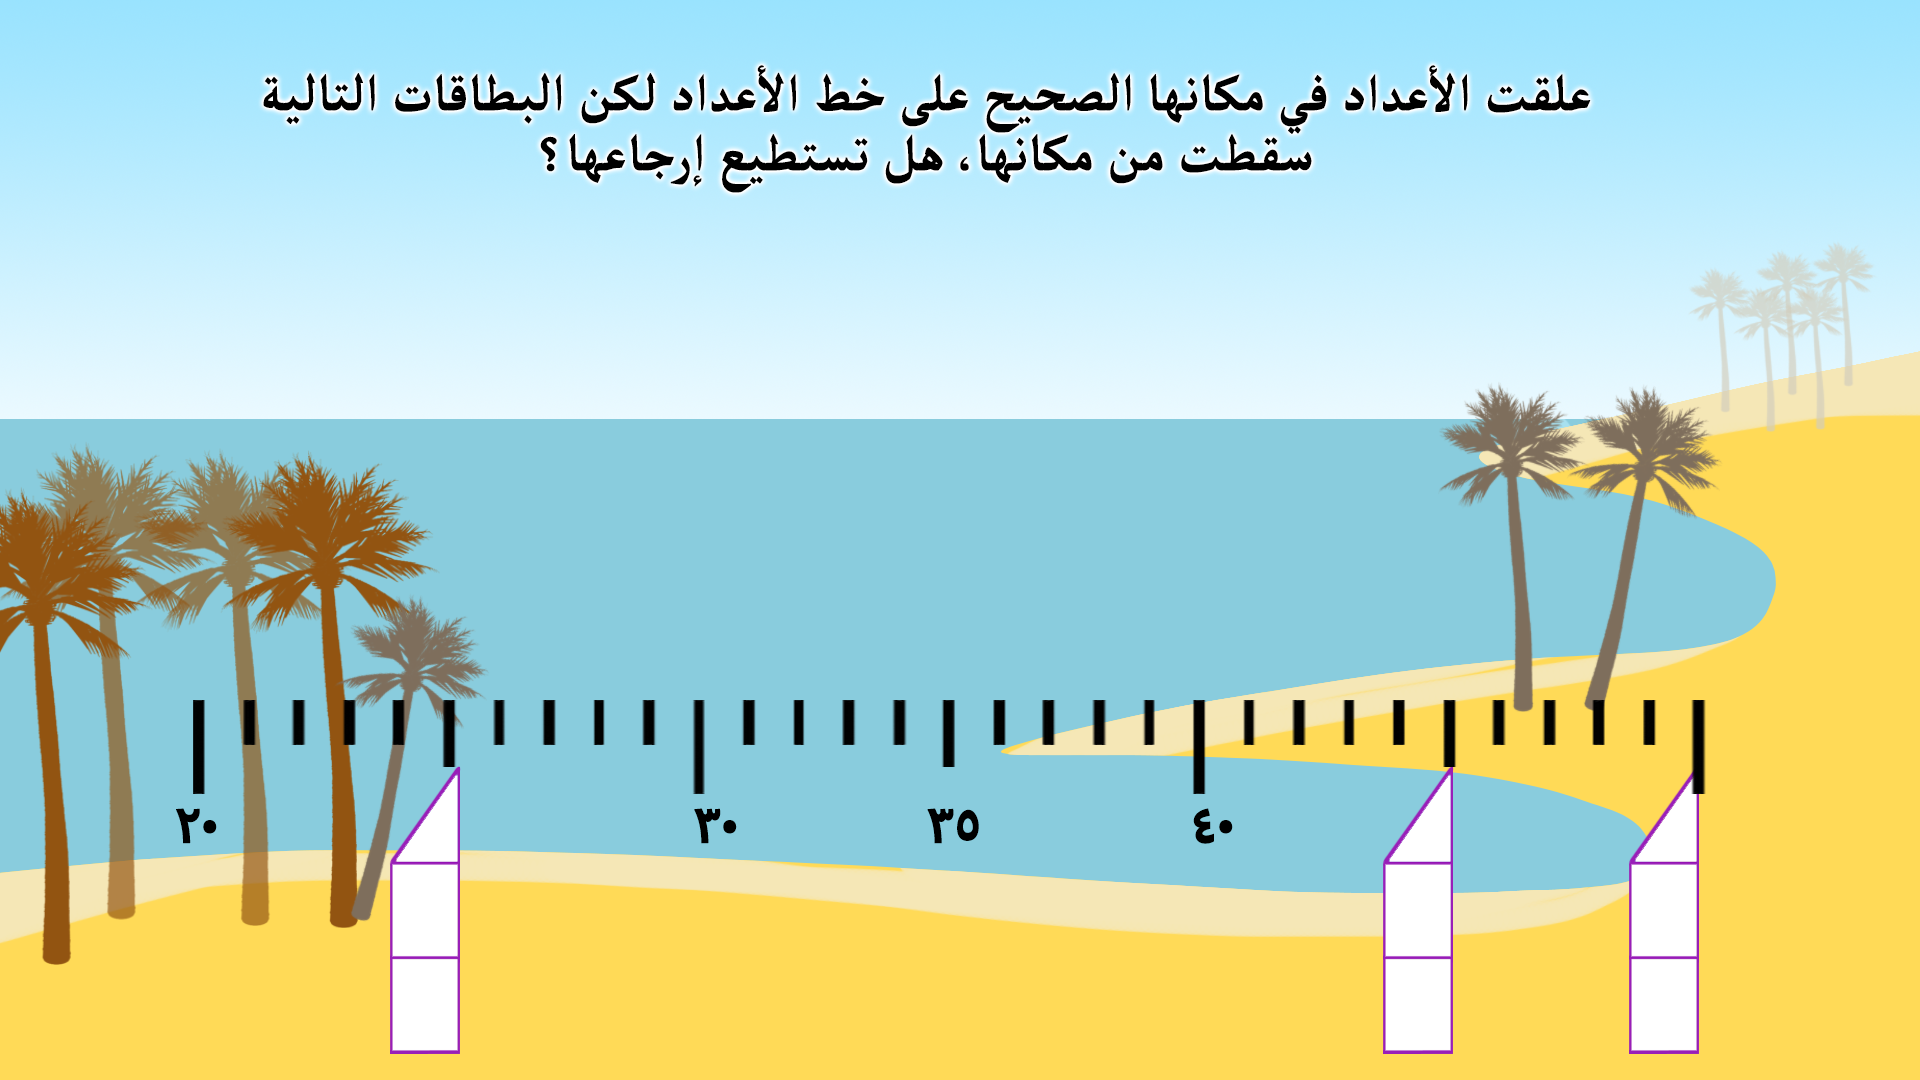 علقت الأعداد في مكانها الصحيح على خط الأعداد لكن البطاقات التالية
سقطت من مكانها، هل تستطيع إرجاعها؟
٢٠ ٣٠ ٣٥ ٤٠